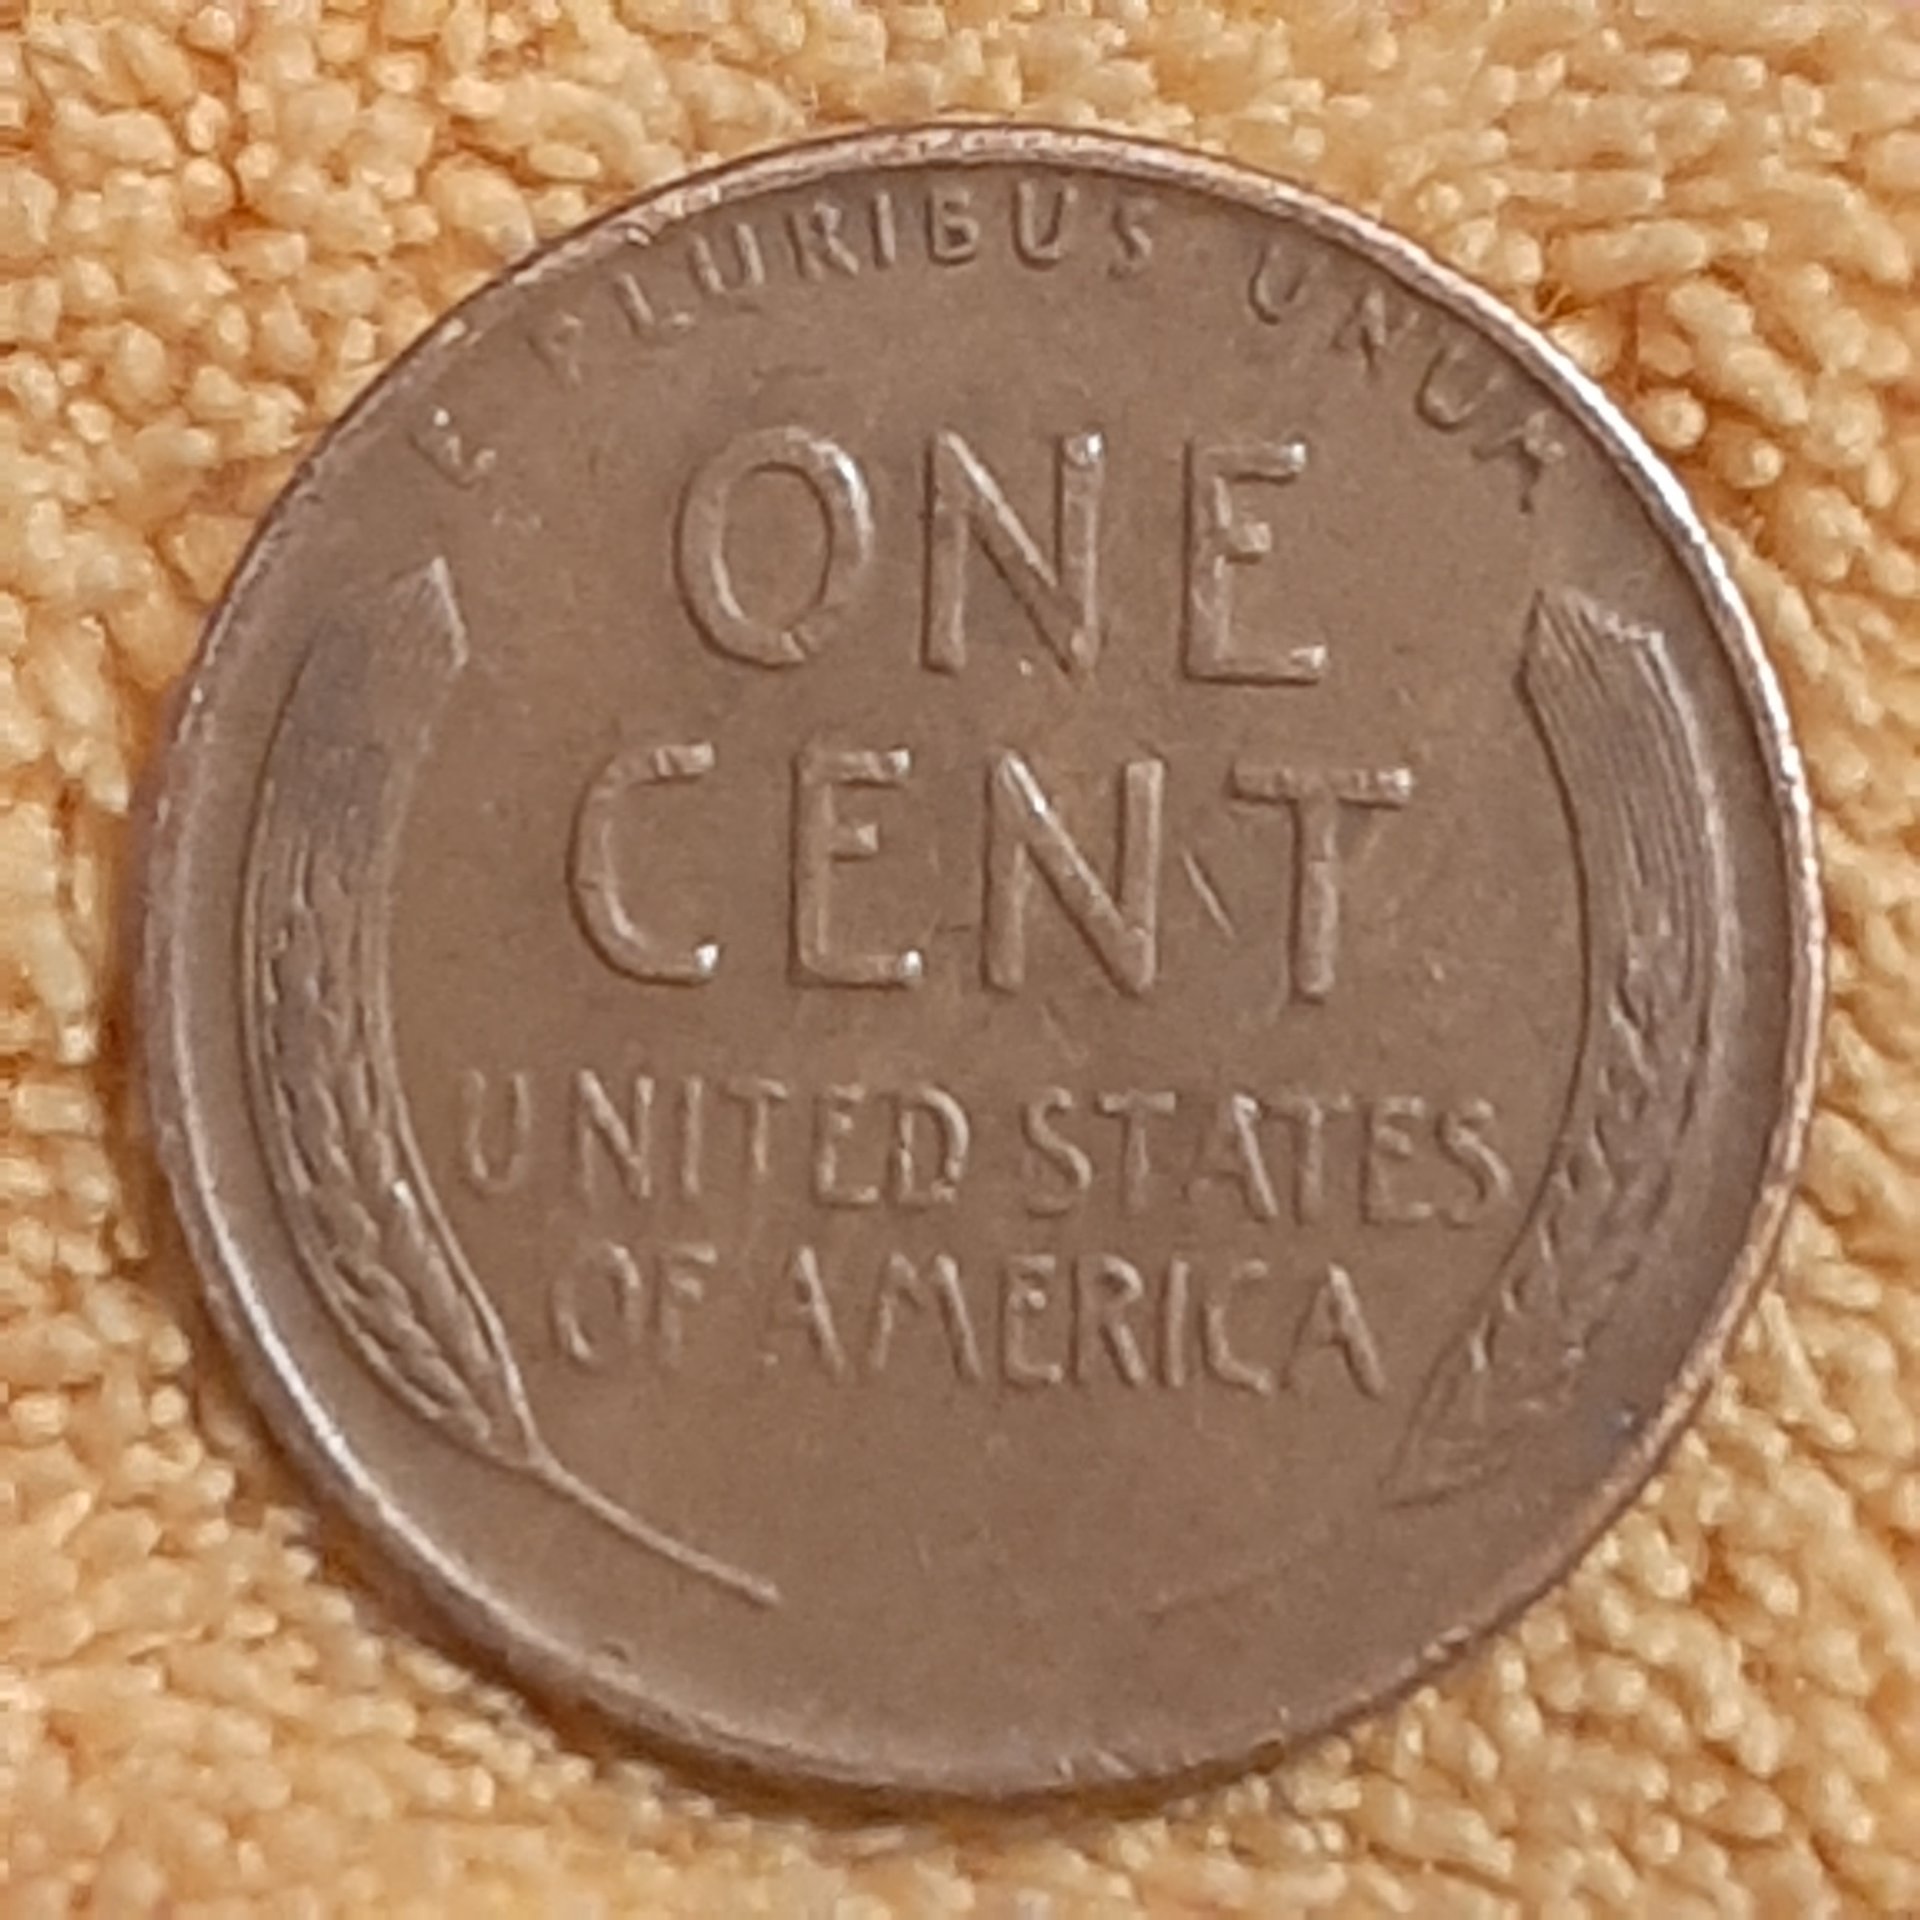 E PLURIBUS UNUM
ONE
CENT
UNITED STATES
OF AMERICA